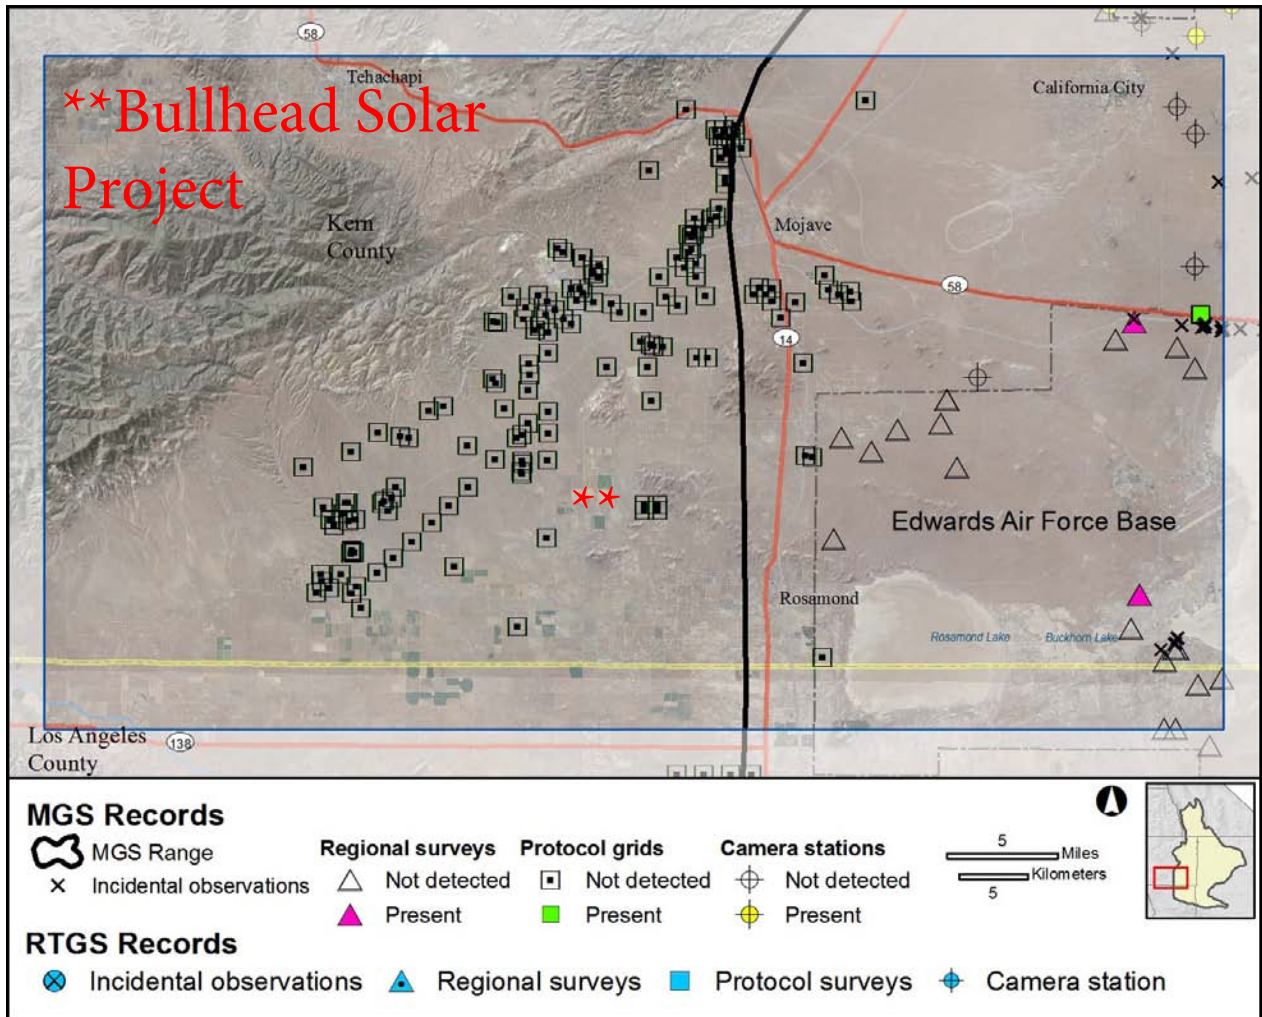 58
Tehachapi
California City
**Bullhead Solar
Project
Kern
County
Mojave
58
14
**
Edwards Air Force Base
Rosamond
Rosamond Lake
Buckhorn Lake
Los Angeles
County
138
MGS Records
MGS Range
Incidental observations
Regional surveys
Not detected
Present
Protocol grids
Not detected
Present
Camera stations
Not detected
Present
5
Miles
Kilometers
5
RTGS Records
Incidental observations
Regional surveys
Protocol surveys
Camera station